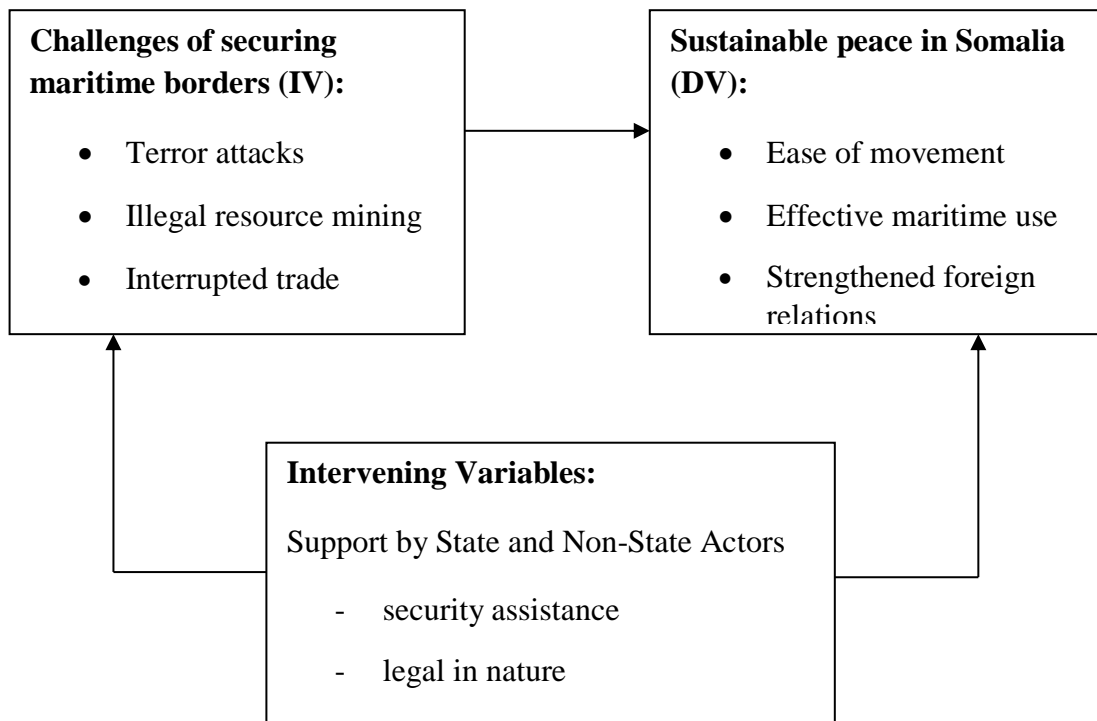 Challenges of securing
maritime borders (IV):
• Terror attacks
• Illegal resource mining
• Interrupted trade
Sustainable peace in Somalia
(DV):
• Ease of movement
• Effective maritime use
• Strengthened foreign
relations
Intervening Variables:
Support by State and Non-State Actors
- security assistance
- legal in nature